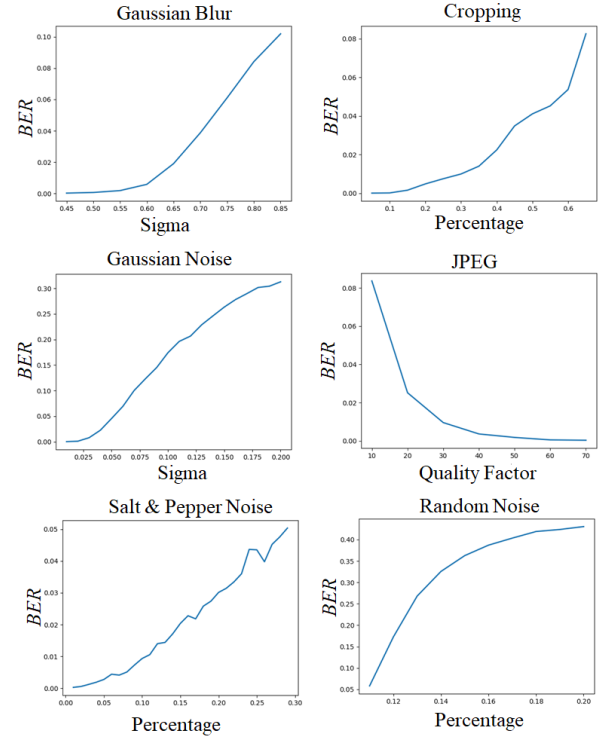 Gaussian Blur
BER
0.10
0.08
0.06
0.04
0.02
0.00
0.45 0.50 0.55 0.60 0.65 0.70 0.75 0.80 0.85
Sigma
Cropping
BER
0.08
0.06
0.04
0.02
0.00
0.1 0.2 0.3 0.4 0.5 0.6
Percentage
Gaussian Noise
BER
0.30
0.25
0.20
0.15
0.10
0.05
0.00
0.025 0.050 0.075 0.100 0.125 0.150 0.175 0.200
Sigma
JPEG
BER
0.08
0.06
0.04
0.02
0.00
10 20 30 40 50 60 70
Quality Factor
Salt & Pepper Noise
BER
0.05
0.04
0.03
0.02
0.01
0.00
0.00 0.05 0.10 0.15 0.20 0.25 0.30
Percentage
Random Noise
BER
0.40
0.35
0.30
0.25
0.20
0.15
0.10
0.05
0.12 0.14 0.16 0.18 0.20
Percentage